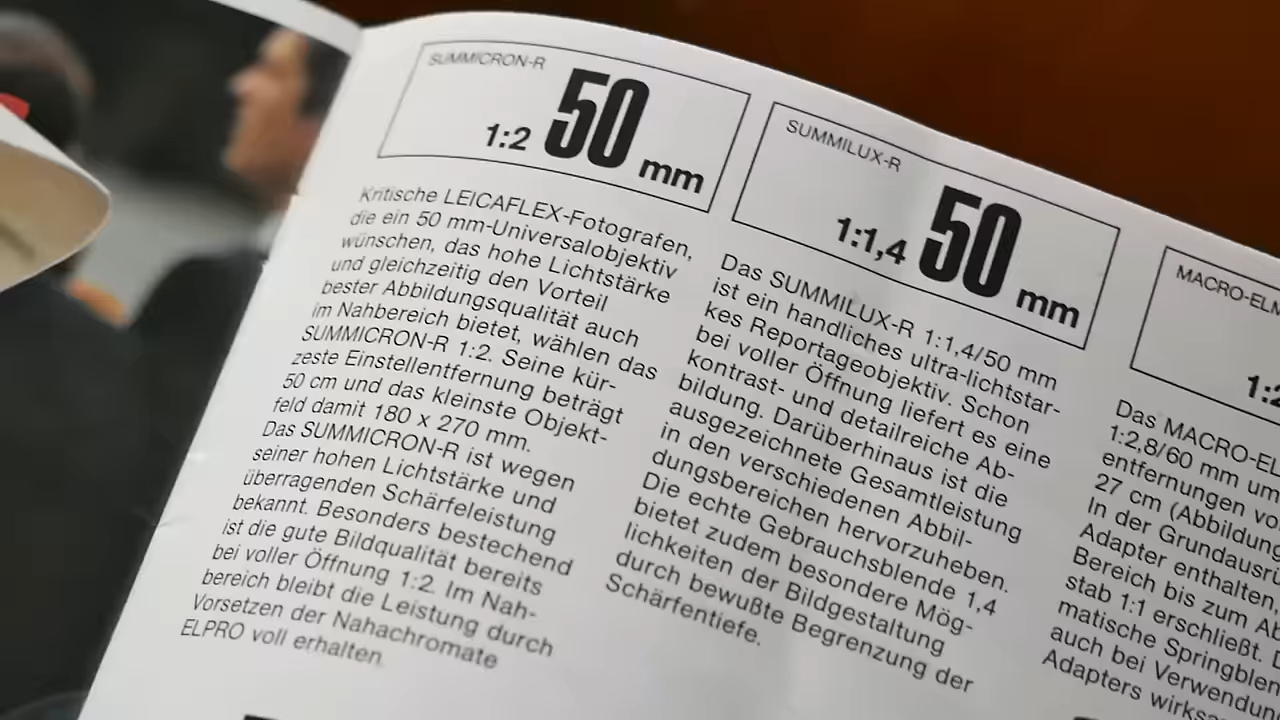 SUMMICRON-R
1:2 50 mm
Kritische LEICAFLEX-Fotografen,
die ein 50 mm-Universalobjektiv
wünschen, das hohe Lichtstärke
und gleichzeitig den Vorteil
bester Abbildungsqualität auch
im Nahbereich bietet, wählen das
SUMMICRON-R 1:2. Seine kür-
zeste Einstellentfernung beträgt
50 cm und das kleinste Objekt-
feld damit 180 x 270 mm.
Das SUMMICRON-R ist wegen
seiner hohen Lichtstärke und
überragenden Schärfeleistung
bekannt. Besonders bestechend
ist die gute Bildqualität bereits
bei voller Öffnung 1:2. Im Nah-
bereich bleibt die Leistung durch
Vorsetzen der Nahachromate
ELPRO voll erhalten.
SUMMILUX-R
1:1,4 50 mm
Das SUMMILUX-R 1:1,4/50 mm
ist ein handliches ultra-lichtstar-
kes Reportageobjektiv. Schon
bei voller Öffnung liefert es eine
kontrast- und detailreiche Ab-
bildung. Darüberhinaus ist die
ausgezeichnete Gesamtleistung
in den verschiedenen Abbil-
dungsbereichen hervorzuheben.
Die echte Gebrauchsblende 1,4
bietet zudem besondere Mög-
lichkeiten der Bildgestaltung
durch bewußte Begrenzung der
Schärfentiefe.
MACRO-ELM
1:2
Das MACRO-EL
1:2,8/60 mm um
entfernungen vo
27 cm (Abbildung
In der Grundausrü
Adapter enthalten,
Bereich bis zum Ab
stab 1:1 erschließt. D
matische Springblen
auch bei Verwendung
Adapters wirksa